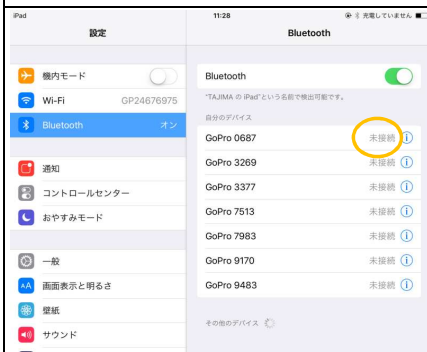 iPad
11:28
充電していません
設定
Bluetooth
機内モード
Wi-Fi
GP24676975
Bluetooth
オン
通知
コントロールセンター
おやすみモード
一般
画面表示と明るさ
壁紙
サウンド
Bluetooth
"TAJIMA の iPad"という名前で検出可能です。
自分のデバイス
GoPro 0687 未接続
GoPro 3269 未接続
GoPro 3377 未接続
GoPro 7513 未接続
GoPro 7983 未接続
GoPro 9170 未接続
GoPro 9483 未接続
その他のデバイス